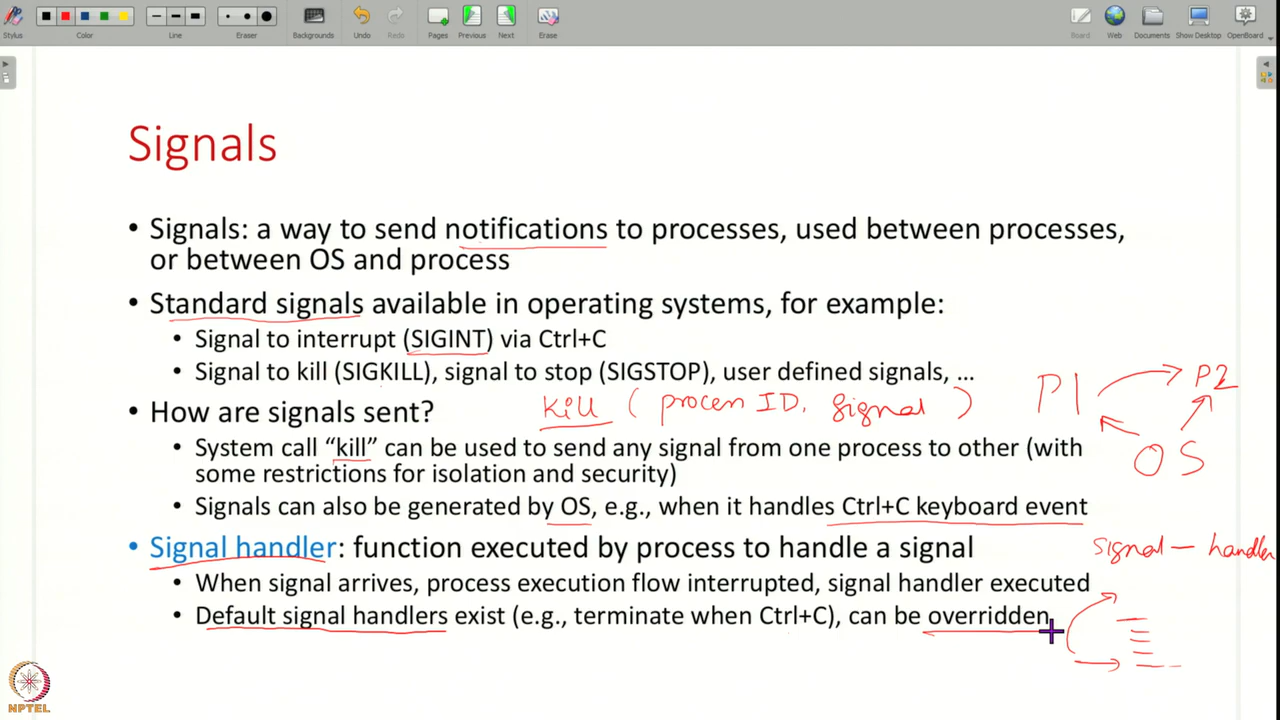 Stylus
Color
Line
Eraser
Backgrounds
Undo
Redo
Pages
Previous
Next
Erase
Board
Web
Documents
Show Desktop
OpenBoard
Signals
• Signals: a way to send notifications to processes, used between processes,
or between OS and process
• Standard signals available in operating systems, for example:
• Signal to interrupt (SIGINT) via Ctrl+C
• Signal to kill (SIGKILL), signal to stop (SIGSTOP), user defined signals, ...
P1 P2
• How are signals sent? kill ( process ID, signal )
• System call “kill” can be used to send any signal from one process to other (with
some restrictions for isolation and security)
OS
• Signals can also be generated by OS, e.g., when it handles Ctrl+C keyboard event
• Signal handler: function executed by process to handle a signal
signal – handler
• When signal arrives, process execution flow interrupted, signal handler executed
• Default signal handlers exist (e.g., terminate when Ctrl+C), can be overridden
NPTEL